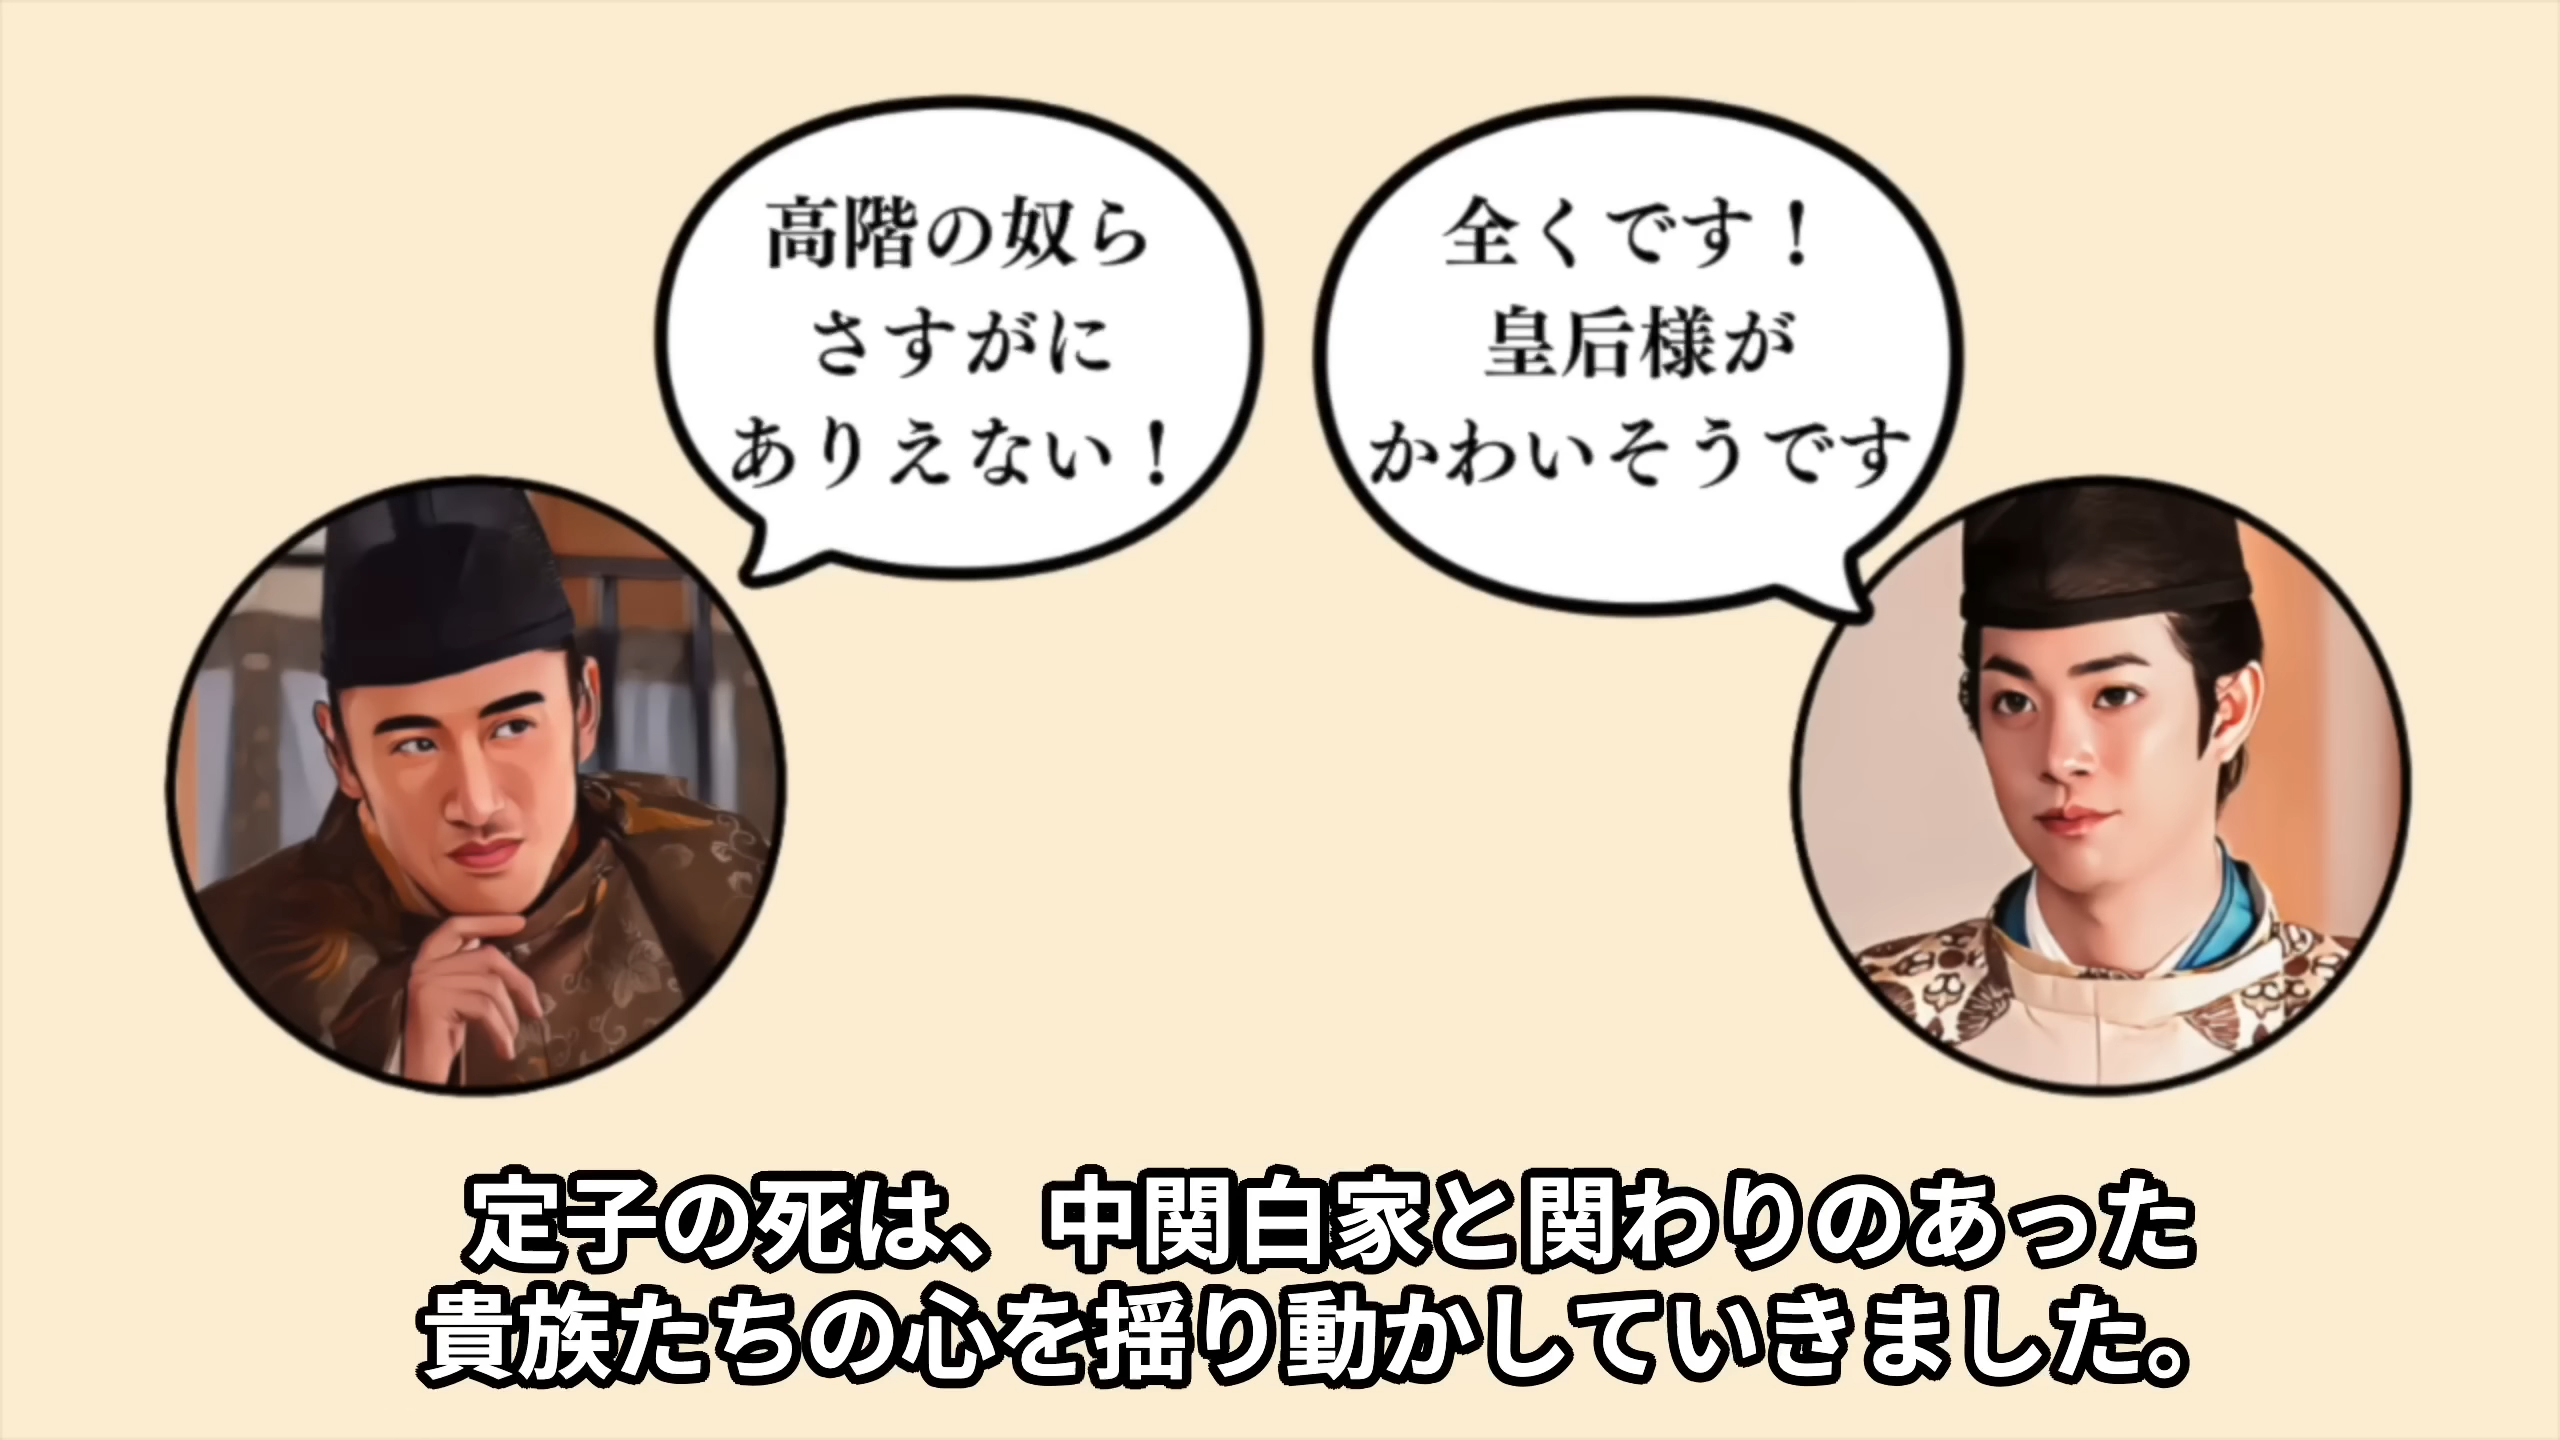 高階の奴ら
さすがに
ありえない！
全くです！
皇后様が
かわいそうです
定子の死は、中関白家と関わりのあった
貴族たちの心を揺り動かしていきました。